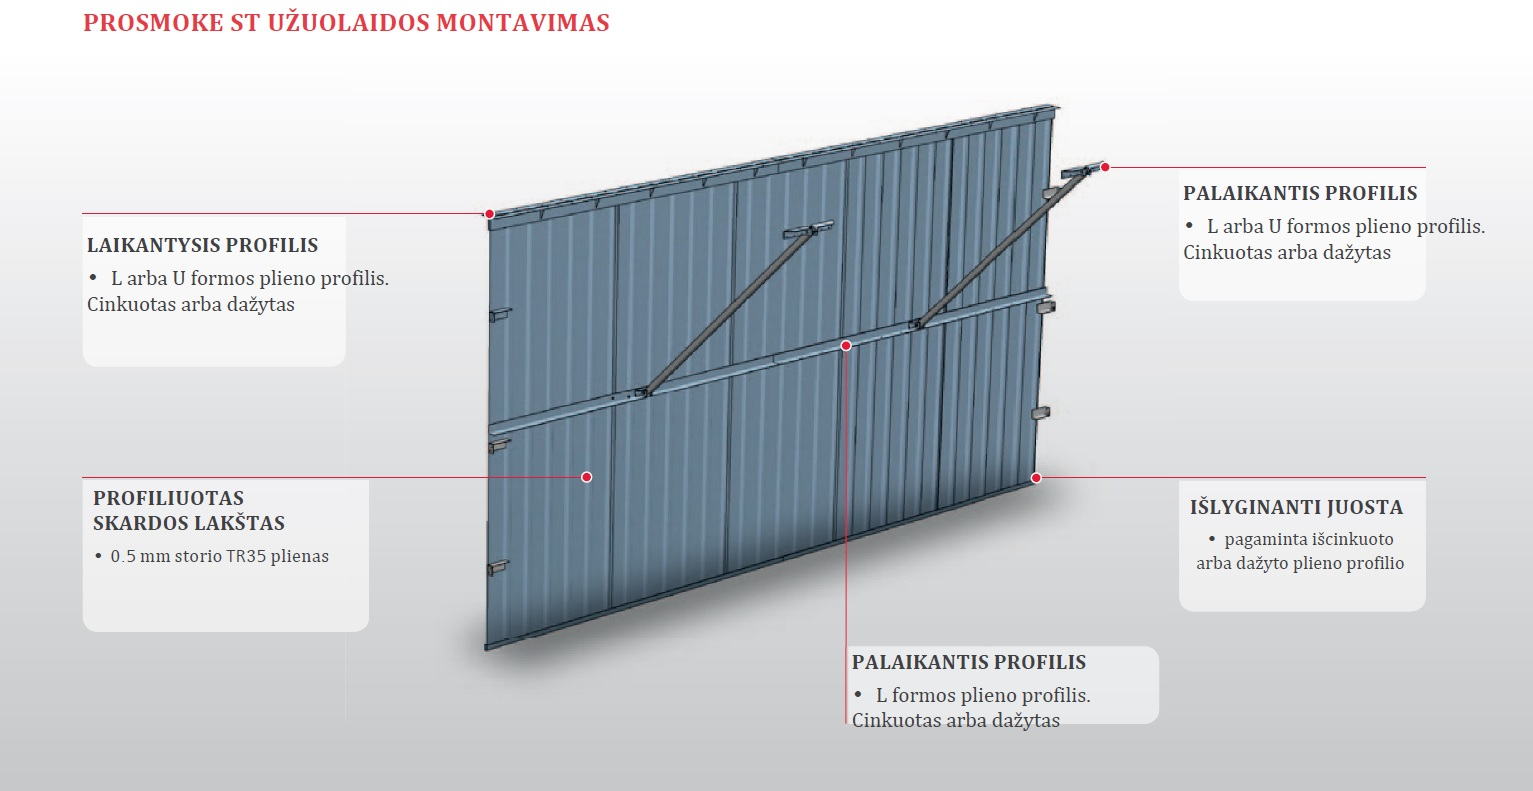 PROSMOKE ST UŽUOLAIDOS MONTAVIMAS
LAIKANTYSIS PROFILIS
• L arba U formos plieno profilis.
Cinkuotas arba dažytas
PALAIKANTIS PROFILIS
• L arba U formos plieno profilis.
Cinkuotas arba dažytas
PROFILIUOTAS
SKARDOS LAKŠTAS
• 0.5 mm storio TR35 plienas
IŠLYGINANTI JUOSTA
• pagaminta išcinkuoto
arba dažyto plieno profilio
PALAIKANTIS PROFILIS
• L formos plieno profilis.
Cinkuotas arba dažytas